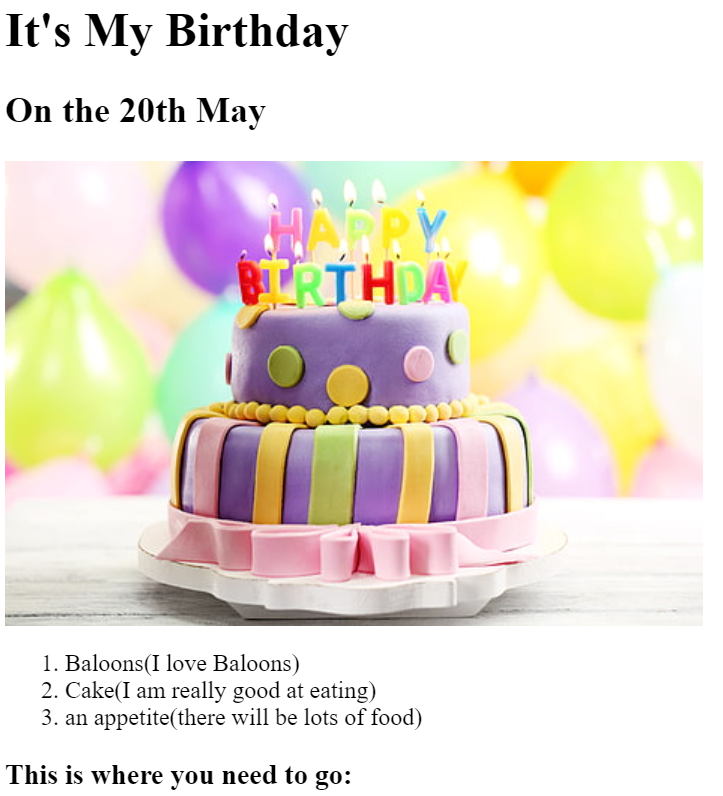 It's My Birthday
On the 20th May
HAPPY
BIRTHDAY
1. Baloons(I love Baloons)
2. Cake(I am really good at eating)
3. an appetite(there will be lots of food)
This is where you need to go: